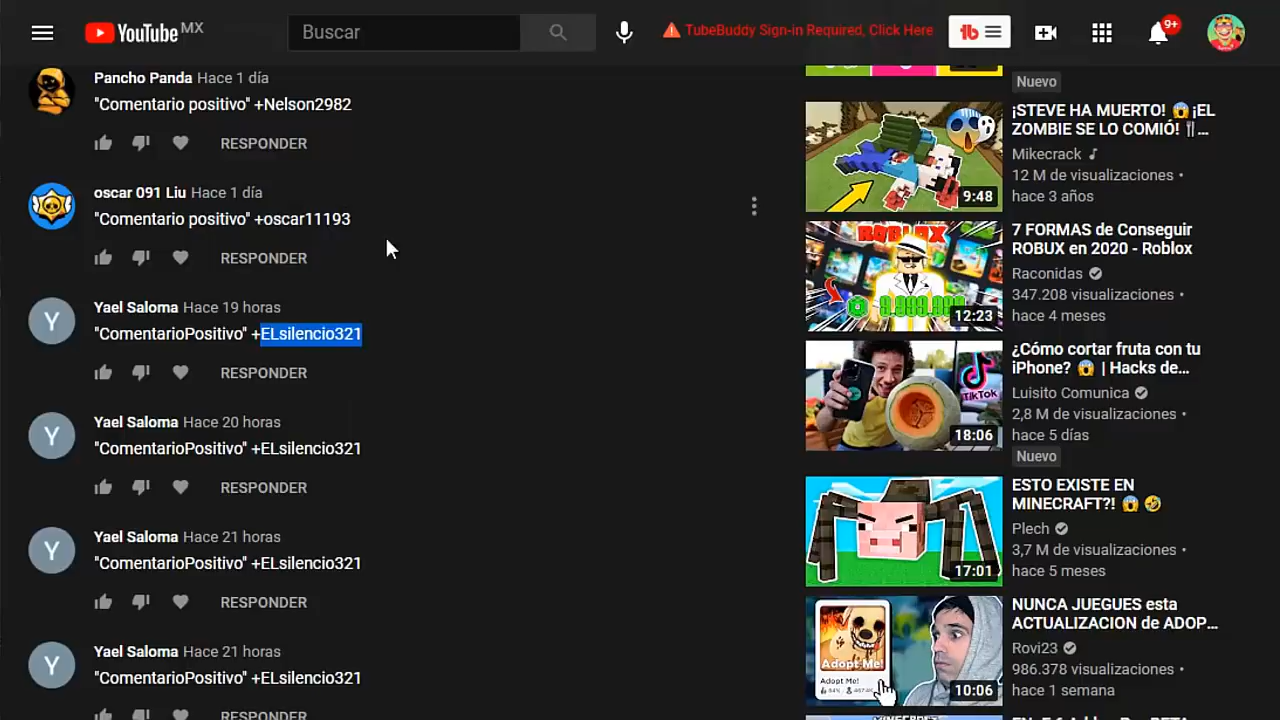 YouTube MX
Buscar
TubeBuddy Sign-in Required, Click Here
tb
9+
Pancho Panda Hace 1 día
"Comentario positivo" +Nelson2982
RESPONDER
oscar 091 Liu Hace 1 día
"Comentario positivo" +oscar11193
RESPONDER
Yael Saloma Hace 19 horas
"ComentarioPositivo" +ELsilencio321
RESPONDER
Y
Yael Saloma Hace 20 horas
"ComentarioPositivo" +ELsilencio321
RESPONDER
Y
Yael Saloma Hace 21 horas
"ComentarioPositivo" +ELsilencio321
RESPONDER
Y
Yael Saloma Hace 21 horas
"ComentarioPositivo" +ELsilencio321
RESPONDER
Y
Nuevo
¡STEVE HA MUERTO! 😱 ¡EL
ZOMBIE SE LO COMIÓ! 🍴...
Mikecrack
12 M de visualizaciones •
hace 3 años
9:48
7 FORMAS de Conseguir
ROBUX en 2020 - Roblox
Raconidas
347.208 visualizaciones •
hace 4 meses
ROBLOX
12:23
¿Cómo cortar fruta con tu
iPhone? 😱 | Hacks de...
Luisito Comunica
2,8 M de visualizaciones •
hace 5 días
Nuevo
TikTok
18:06
ESTO EXISTE EN
MINECRAFT?! 😱 🤣
Plech
3,7 M de visualizaciones •
hace 5 meses
17:01
NUNCA JUEGUES esta
ACTUALIZACION de ADOP...
Rovi23
986.378 visualizaciones •
hace 1 semana
Adopt Me!
Adopt Me!
10:06